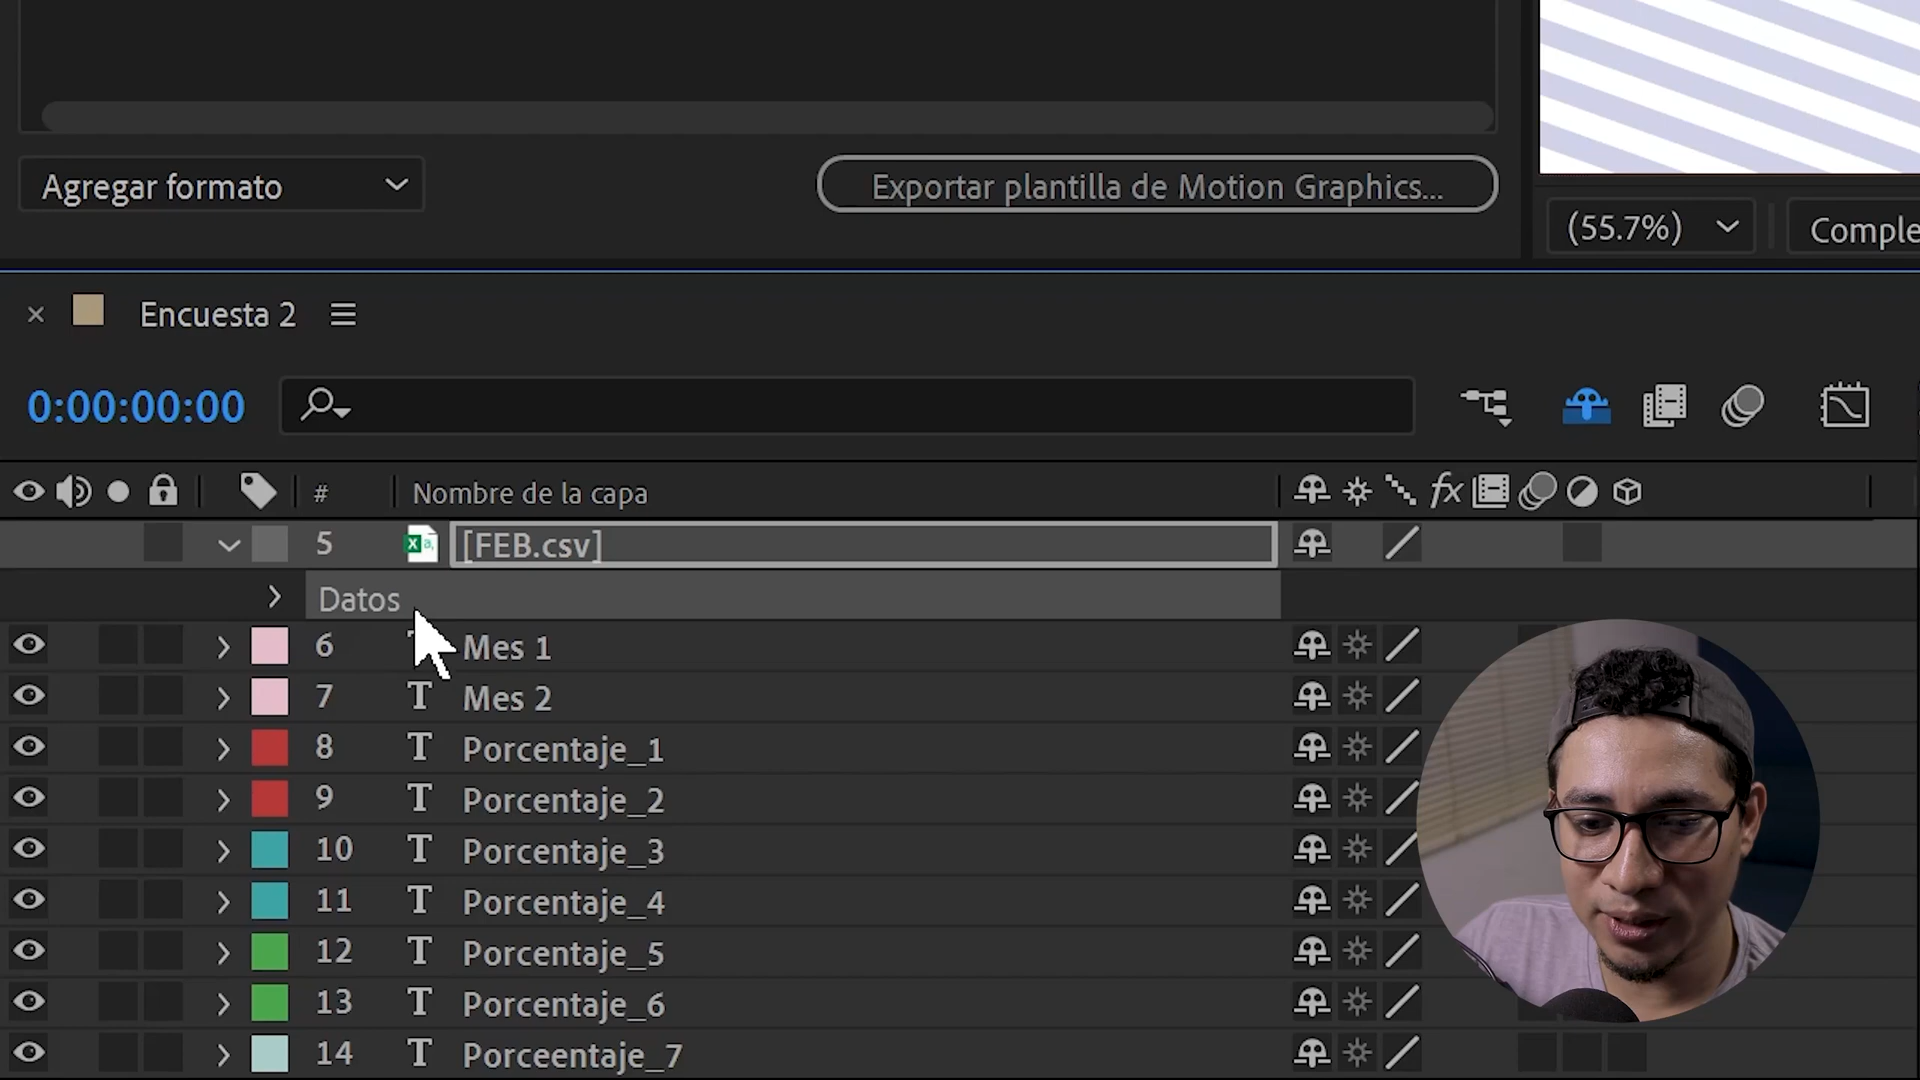 Agregar formato
Exportar plantilla de Motion Graphics...
(55.7%)
Comple
Encuesta 2
0:00:00:00
# Nombre de la capa
5 [FEB.csv]
Datos
6 Mes 1
7 T Mes 2
8 T Porcentaje_1
9 T Porcentaje_2
10 T Porcentaje_3
11 T Porcentaje_4
12 T Porcentaje_5
13 T Porcentaje_6
14 T Porceentaje_7